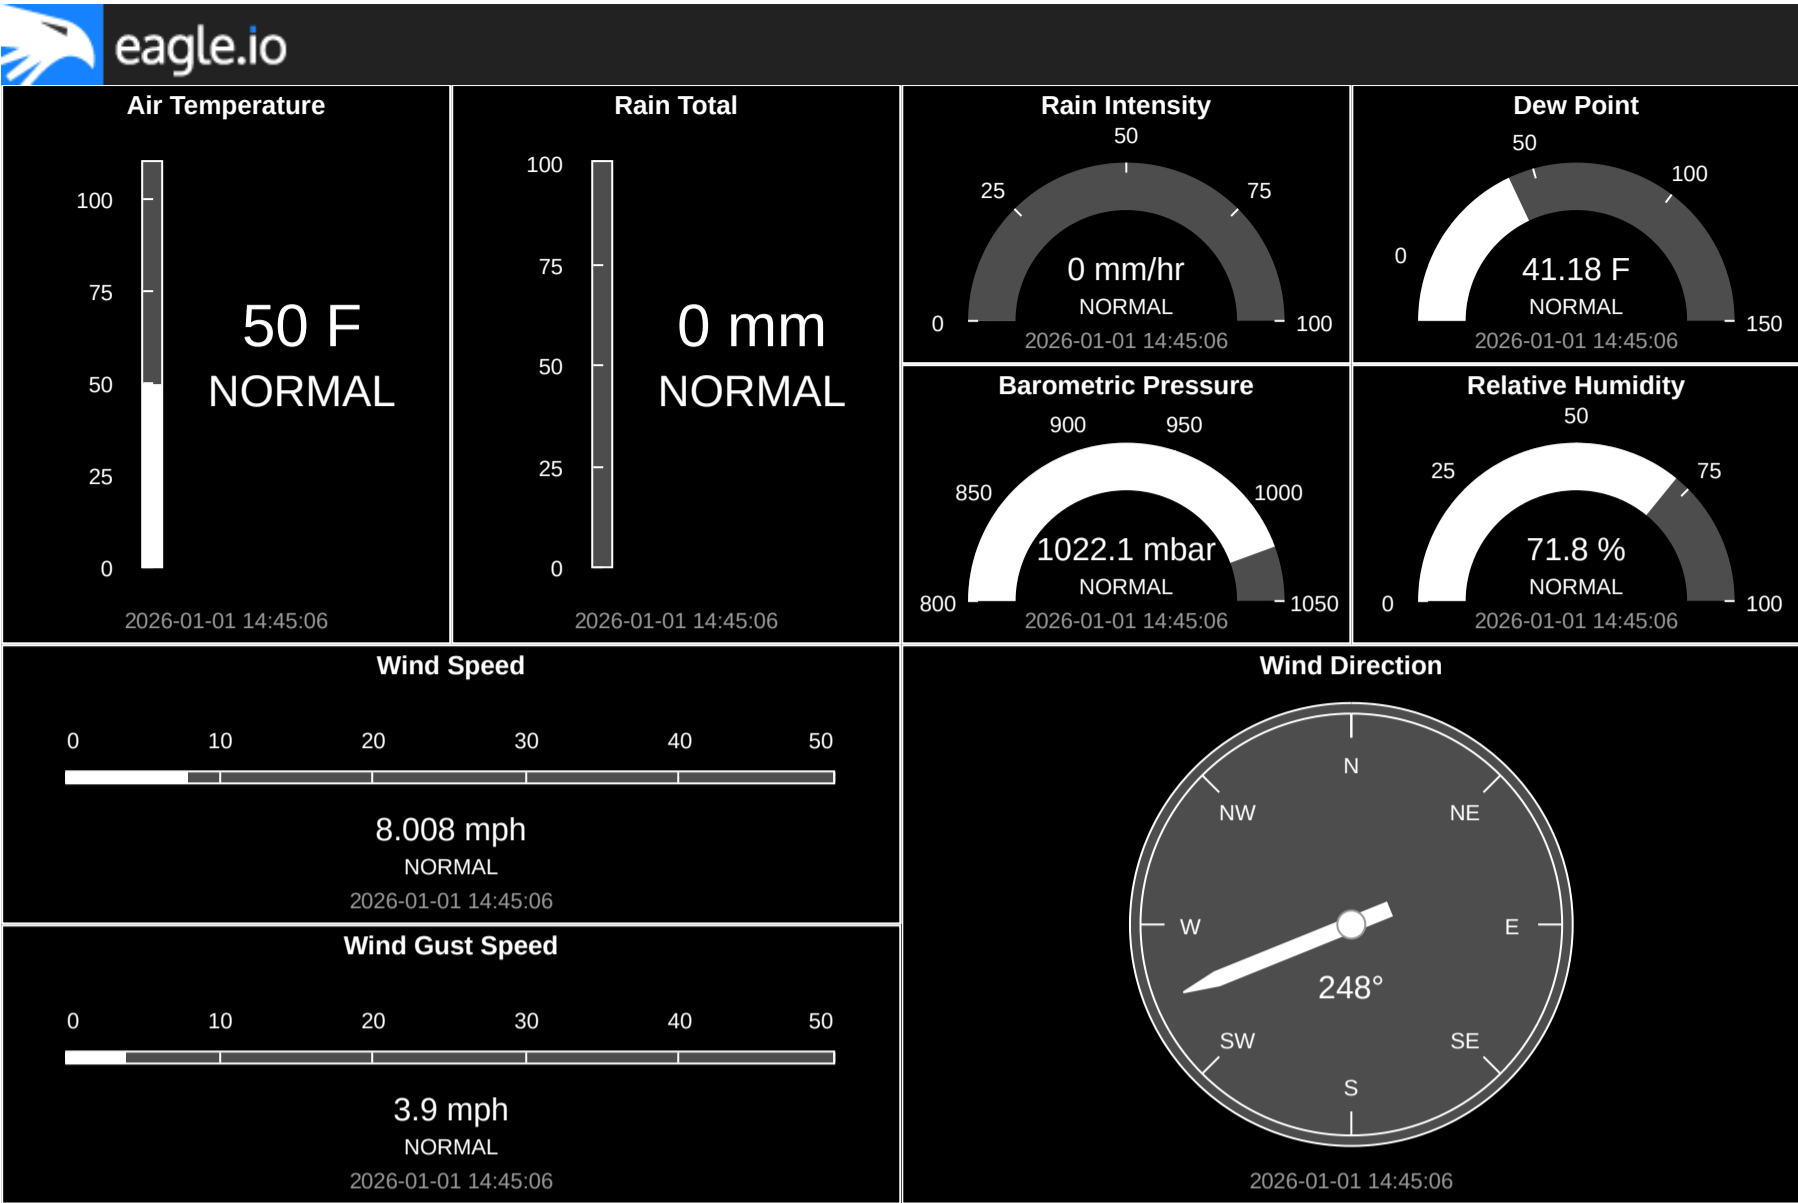 eagle.io
Air Temperature
100
75
50
25
0
50 F
NORMAL
2026-01-01 14:45:06
Rain Total
100
75
50
25
0
0 mm
NORMAL
2026-01-01 14:45:06
Rain Intensity
0
25
50
75
100
0 mm/hr
NORMAL
2026-01-01 14:45:06
Dew Point
0
50
100
150
41.18 F
NORMAL
2026-01-01 14:45:06
Barometric Pressure
800
850
900
950
1000
1050
1022.1 mbar
NORMAL
2026-01-01 14:45:06
Relative Humidity
0
25
50
75
100
71.8 %
NORMAL
2026-01-01 14:45:06
Wind Speed
0 10 20 30 40 50
8.008 mph
NORMAL
2026-01-01 14:45:06
Wind Gust Speed
0 10 20 30 40 50
3.9 mph
NORMAL
2026-01-01 14:45:06
Wind Direction
N
NW NE
W E
248°
SW SE
S
2026-01-01 14:45:06